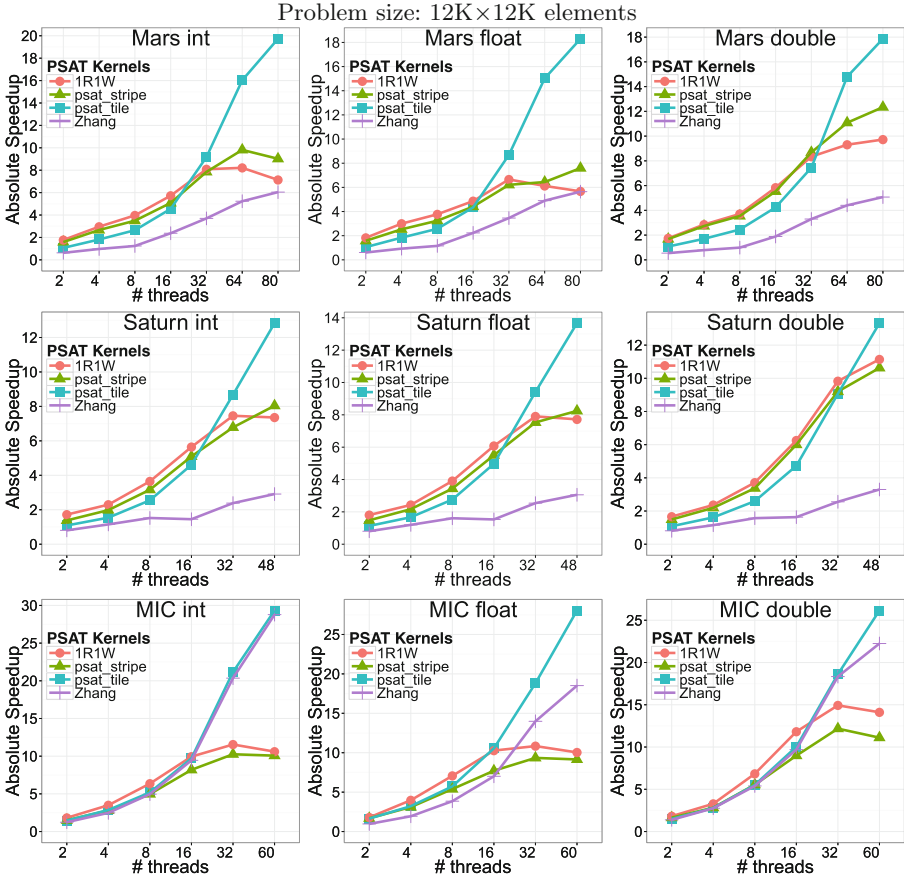 Problem size: 12K×12K elements
Mars int
Absolute Speedup
20
18
16
14
12
10
8
6
4
2
0
PSAT Kernels
1R1W
psat_stripe
psat_tile
Zhang
2 4 8 16 32 64 80
# threads
Mars float
Absolute Speedup
18
16
14
12
10
8
6
4
2
0
PSAT Kernels
1R1W
psat_stripe
psat_tile
Zhang
2 4 8 16 32 64 80
# threads
Mars double
Absolute Speedup
18
16
14
12
10
8
6
4
2
0
PSAT Kernels
1R1W
psat_stripe
psat_tile
Zhang
2 4 8 16 32 64 80
# threads
Saturn int
Absolute Speedup
12
10
8
6
4
2
0
PSAT Kernels
1R1W
psat_stripe
psat_tile
Zhang
2 4 8 16 32 48
# threads
Saturn float
Absolute Speedup
14
12
10
8
6
4
2
0
PSAT Kernels
1R1W
psat_stripe
psat_tile
Zhang
2 4 8 16 32 48
# threads
Saturn double
Absolute Speedup
12
10
8
6
4
2
0
PSAT Kernels
1R1W
psat_stripe
psat_tile
Zhang
2 4 8 16 32 48
# threads
MIC int
Absolute Speedup
30
25
20
15
10
5
0
PSAT Kernels
1R1W
psat_stripe
psat_tile
Zhang
2 4 8 16 32 60
# threads
MIC float
Absolute Speedup
25
20
15
10
5
0
PSAT Kernels
1R1W
psat_stripe
psat_tile
Zhang
2 4 8 16 32 60
# threads
MIC double
Absolute Speedup
25
20
15
10
5
0
PSAT Kernels
1R1W
psat_stripe
psat_tile
Zhang
2 4 8 16 32 60
# threads